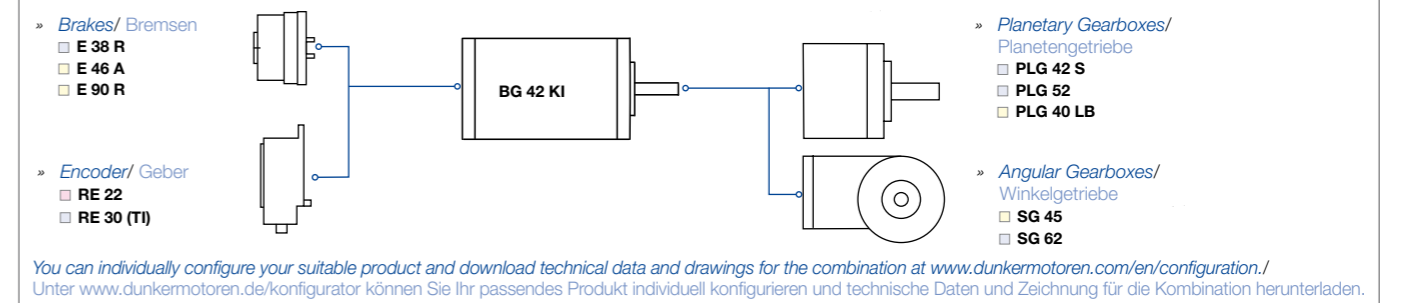 » Brakes/ Bremsen
E 38 R
E 46 A
E 90 R
» Encoder/ Geber
RE 22
RE 30 (TI)
BG 42 KI
» Planetary Gearboxes/
Planetengetriebe
PLG 42 S
PLG 52
PLG 40 LB
» Angular Gearboxes/
Winkelgetriebe
SG 45
SG 62
You can individually configure your suitable product and download technical data and drawings for the combination at www.dunkermotoren.com/en/configuration./
Unter www.dunkermotoren.de/konfigurator können Sie Ihr passendes Produkt individuell konfigurieren und technische Daten und Zeichnung für die Kombination herunterladen.